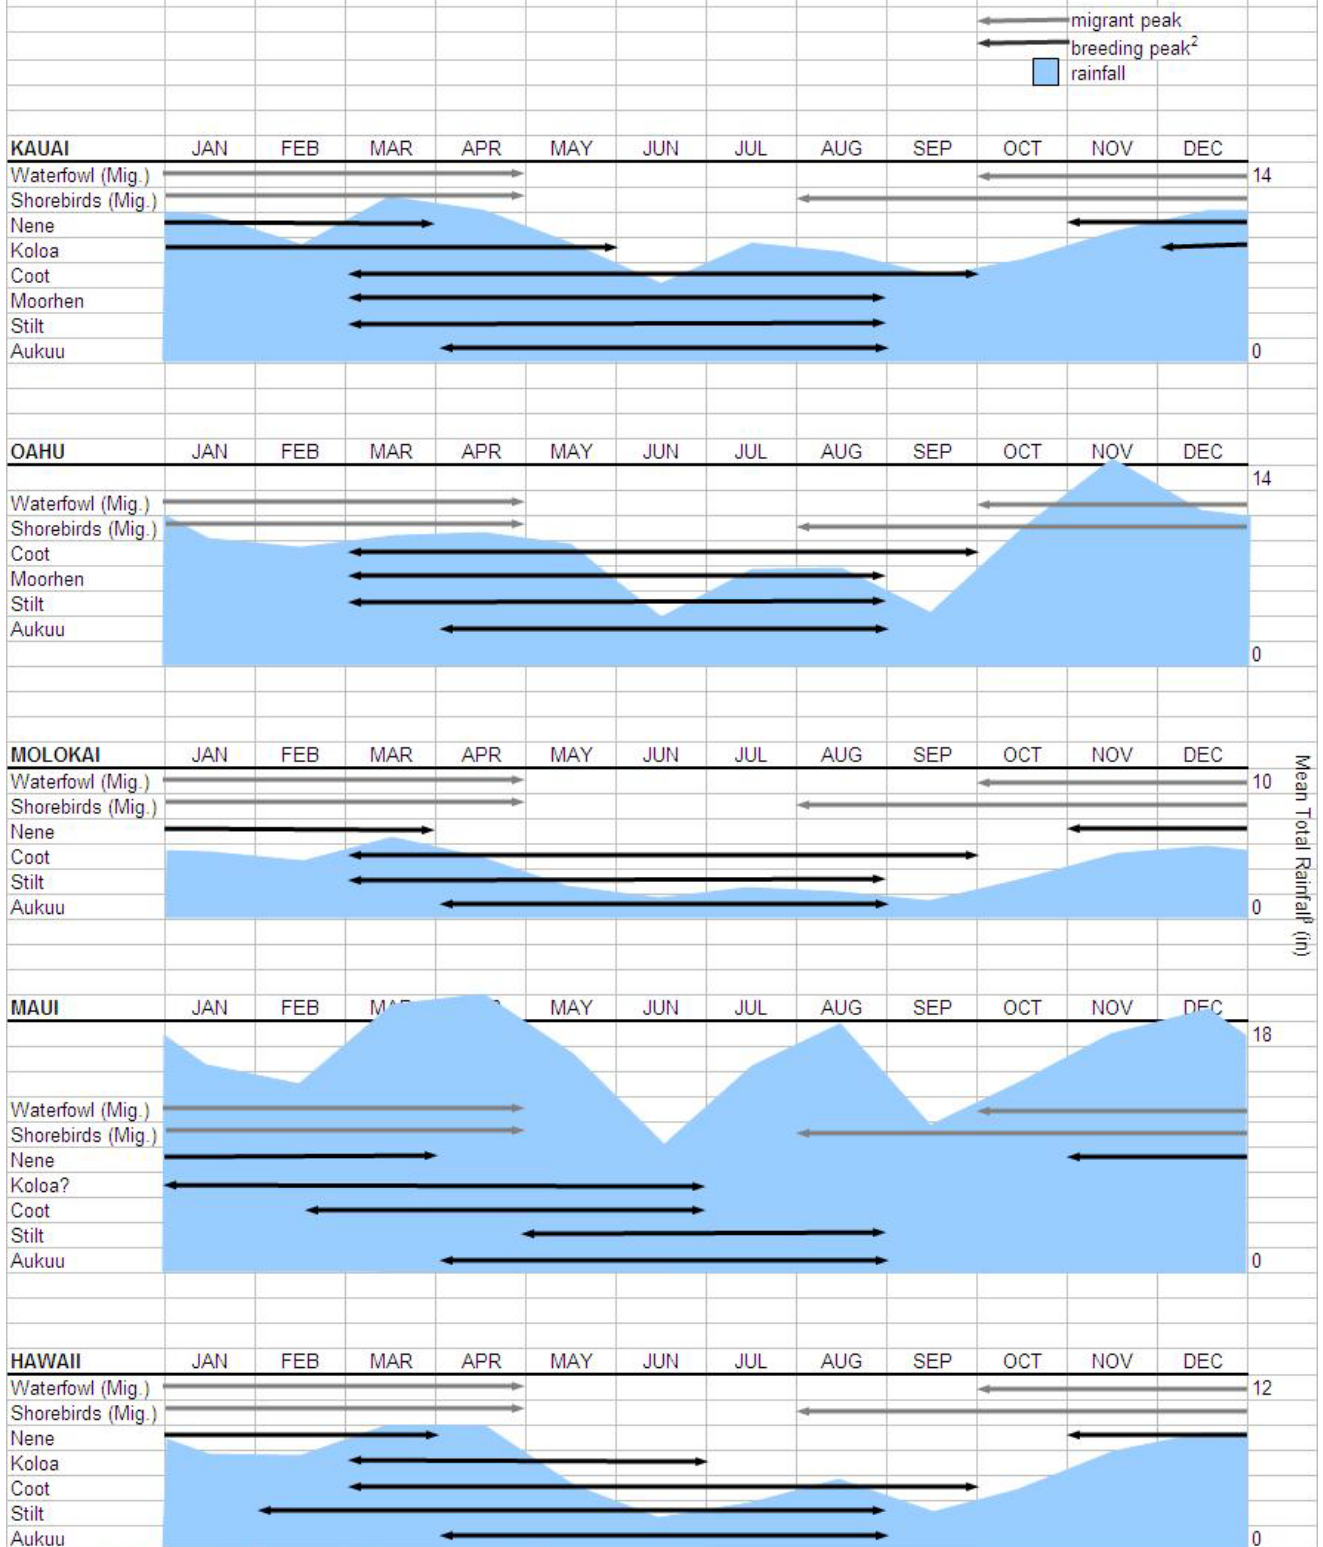 migrant peak
breeding peak²
rainfall
KAUAI JAN FEB MAR APR MAY JUN JUL AUG SEP OCT NOV DEC
Waterfowl (Mig.) 14
Shorebirds (Mig.)
Nene
Koloa
Coot
Moorhen
Stilt
Aukuu 0
OAHU JAN FEB MAR APR MAY JUN JUL AUG SEP OCT NOV DEC
14
Waterfowl (Mig.)
Shorebirds (Mig.)
Coot
Moorhen
Stilt
Aukuu
0
MOLOKAI JAN FEB MAR APR MAY JUN JUL AUG SEP OCT NOV DEC
Waterfowl (Mig.) 10
Shorebirds (Mig.)
Nene
Coot
Stilt
Aukuu 0
Mean Total Rainfall³ (in)
MAUI JAN FEB MAR MAY JUN JUL AUG SEP OCT NOV DEC
18
Waterfowl (Mig.)
Shorebirds (Mig.)
Nene
Koloa?
Coot
Stilt
Aukuu 0
HAWAII JAN FEB MAR APR MAY JUN JUL AUG SEP OCT NOV DEC
Waterfowl (Mig.) 12
Shorebirds (Mig.)
Nene
Koloa
Coot
Stilt
Aukuu 0